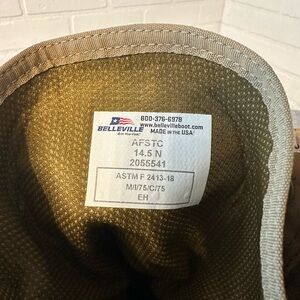 800-376-6978
www.bellevilleboot.com
BELLEVILLE MADE IN THE USA
AFSTC
14.5 N
2055541
ASTM F 2413-18
M/I/75/C/75
EH